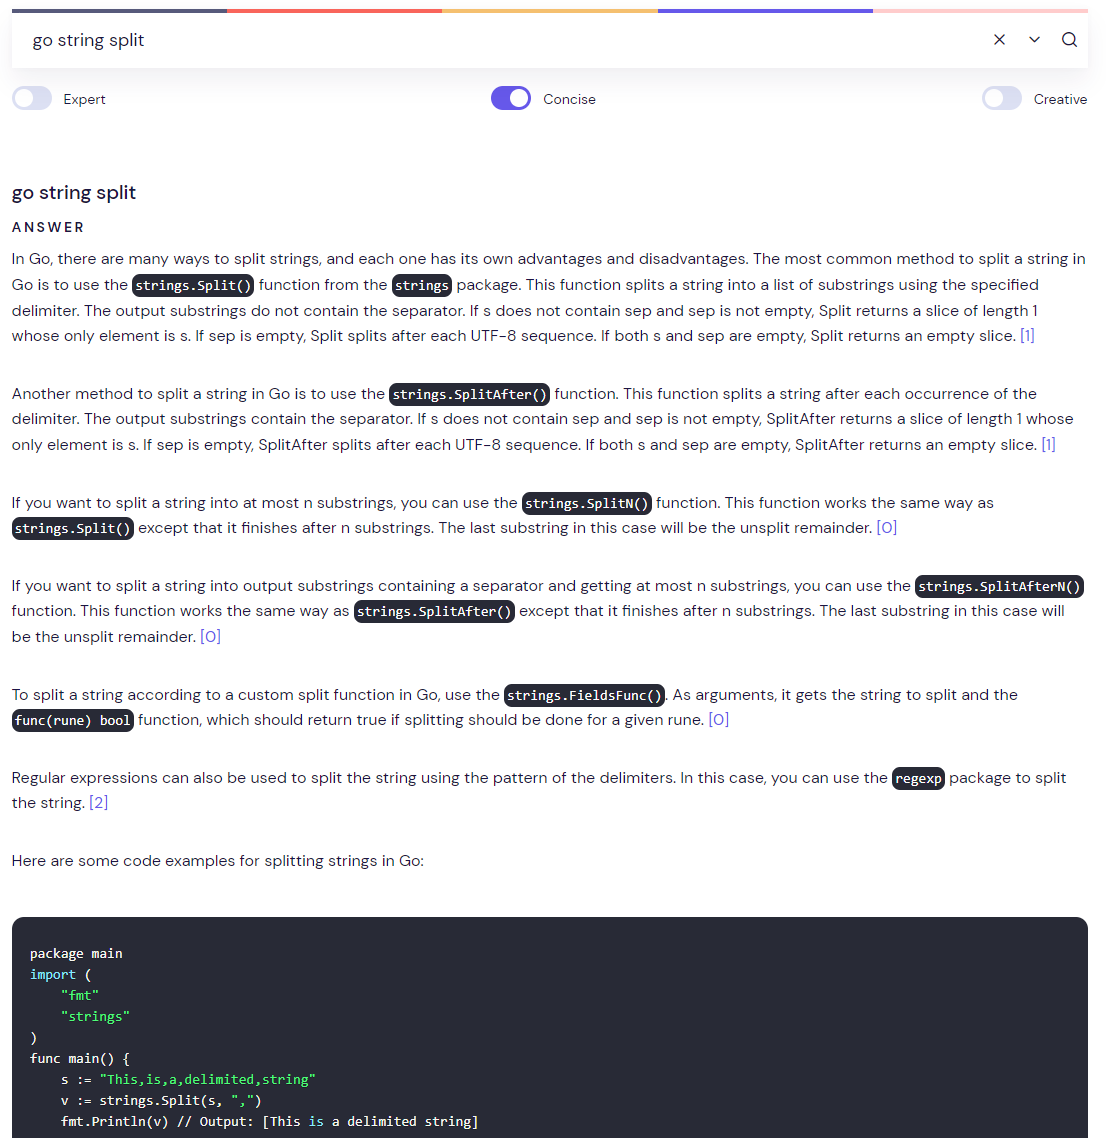 go string split
Expert
Concise
Creative
go string split
ANSWER
In Go, there are many ways to split strings, and each one has its own advantages and disadvantages. The most common method to split a string in
Go is to use the strings.Split() function from the strings package. This function splits a string into a list of substrings using the specified
delimiter. The output substrings do not contain the separator. If s does not contain sep and sep is not empty, Split returns a slice of length 1
whose only element is s. If sep is empty, Split splits after each UTF-8 sequence. If both s and sep are empty, Split returns an empty slice. [1]
Another method to split a string in Go is to use the strings.SplitAfter() function. This function splits a string after each occurrence of the
delimiter. The output substrings contain the separator. If s does not contain sep and sep is not empty, SplitAfter returns a slice of length 1 whose
only element is s. If sep is empty, SplitAfter splits after each UTF-8 sequence. If both s and sep are empty, SplitAfter returns an empty slice. [1]
If you want to split a string into at most n substrings, you can use the strings.SplitN() function. This function works the same way as
strings.Split() except that it finishes after n substrings. The last substring in this case will be the unsplit remainder. [0]
If you want to split a string into output substrings containing a separator and getting at most n substrings, you can use the strings.SplitAfterN()
function. This function works the same way as strings.SplitAfter() except that it finishes after n substrings. The last substring in this case will
be the unsplit remainder. [0]
To split a string according to a custom split function in Go, use the strings.FieldsFunc(). As arguments, it gets the string to split and the
func(rune) bool function, which should return true if splitting should be done for a given rune. [0]
Regular expressions can also be used to split the string using the pattern of the delimiters. In this case, you can use the regexp package to split
the string. [2]
Here are some code examples for splitting strings in Go:
package main
import (
    "fmt"
    "strings"
)
func main() {
    s := "This,is,a,delimited,string"
    v := strings.Split(s, ",")
    fmt.Println(v) // Output: [This is a delimited string]